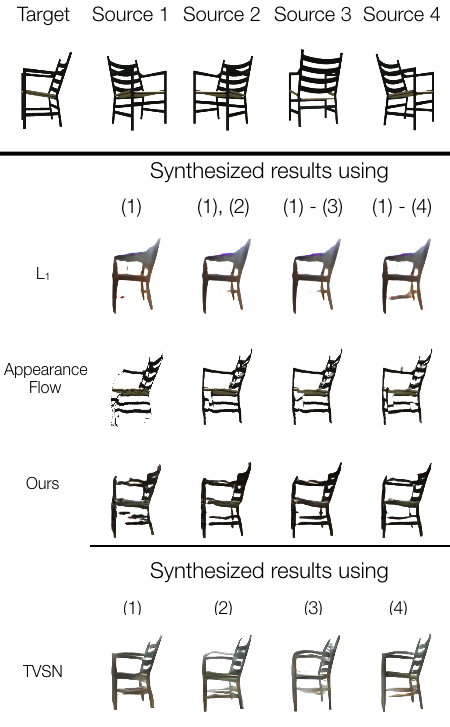 Target Source 1 Source 2 Source 3 Source 4
Synthesized results using
(1) (1), (2) (1) - (3) (1) - (4)
L₁
Appearance
Flow
Ours
Synthesized results using
(1) (2) (3) (4)
TVSN